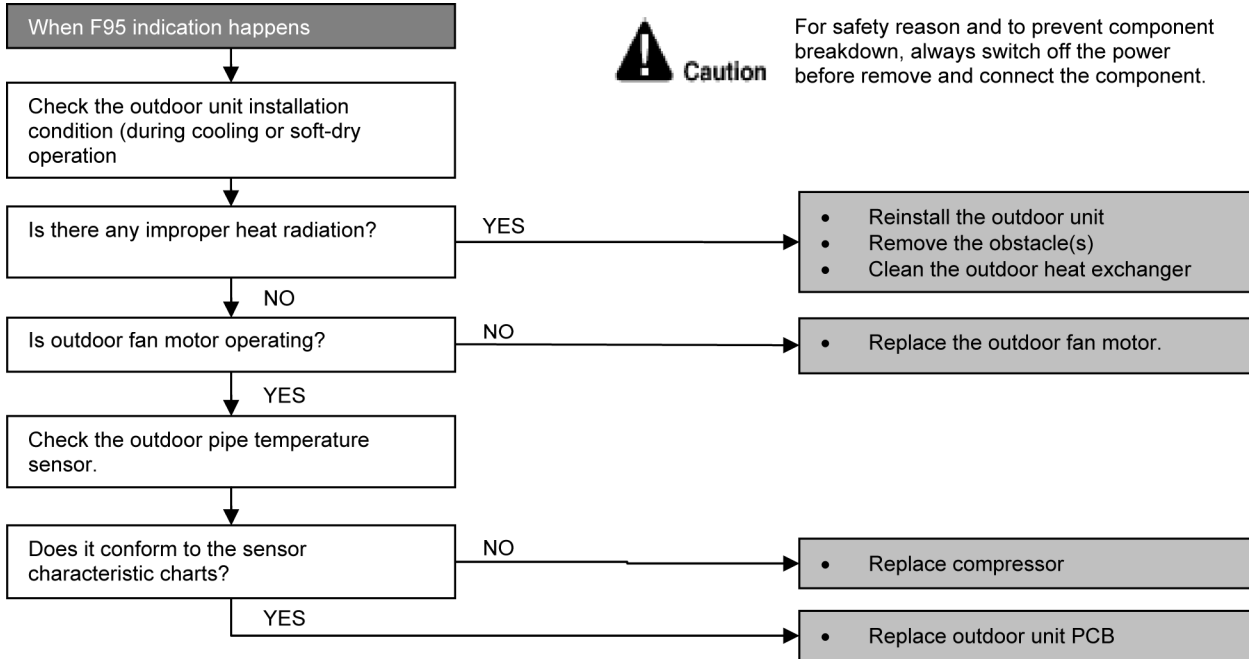 When F95 indication happens
Caution
For safety reason and to prevent component
breakdown, always switch off the power
before remove and connect the component.
Check the outdoor unit installation
condition (during cooling or soft-dry
operation
Is there any improper heat radiation?
YES
• Reinstall the outdoor unit
• Remove the obstacle(s)
• Clean the outdoor heat exchanger
NO
Is outdoor fan motor operating?
NO
• Replace the outdoor fan motor.
YES
Check the outdoor pipe temperature
sensor.
Does it conform to the sensor
characteristic charts?
NO
• Replace compressor
YES
• Replace outdoor unit PCB